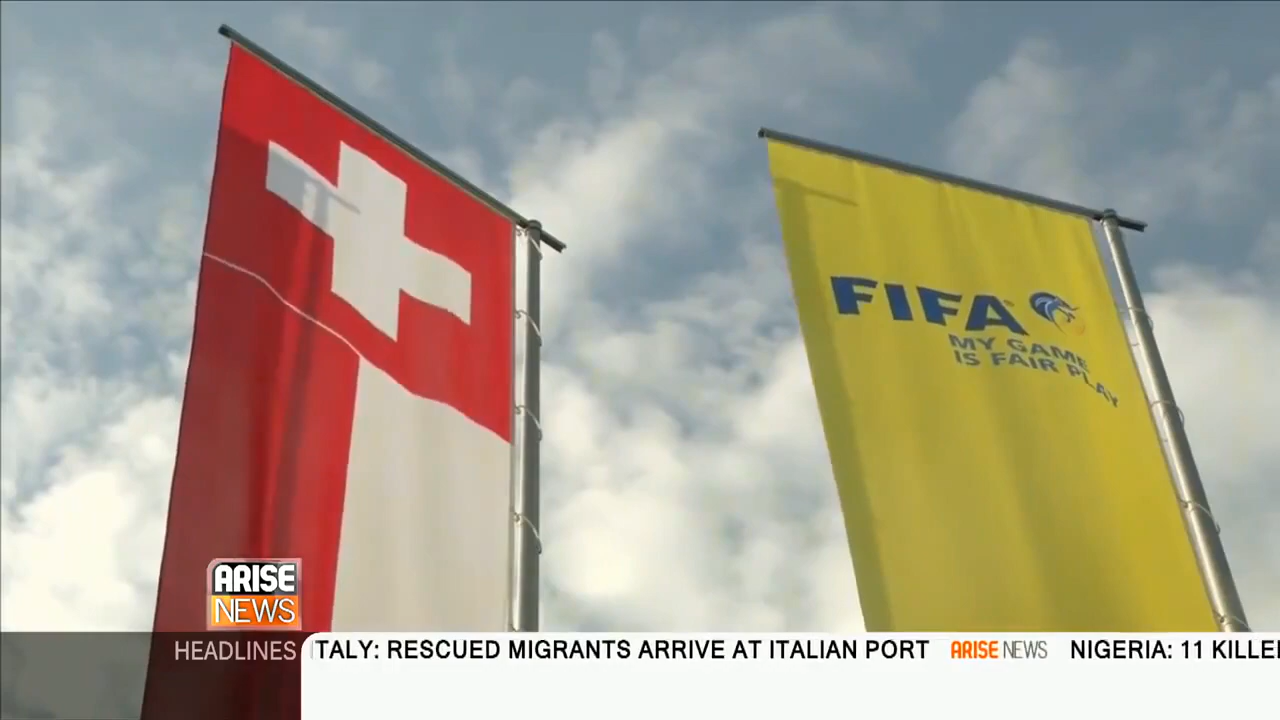 FIFA
MY GAME
IS FAIR PLAY
ARISE
NEWS
HEADLINES
ITALY: RESCUED MIGRANTS ARRIVE AT ITALIAN PORT ARISE NEWS NIGERIA: 11